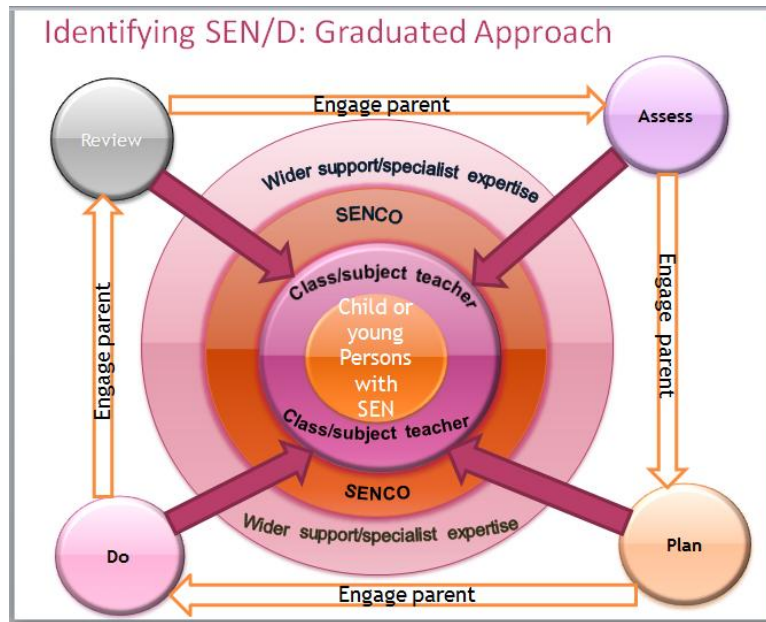 Identifying SEN/D: Graduated Approach
Engage parent
Review
Assess
Wider support/specialist expertise
SENCO
Class/subject teacher
Child or
young
Persons
with
SEN
Engage parent
Engage parent
Class/subject teacher
SENCO
Wider support/specialist expertise
Do
Plan
Engage parent